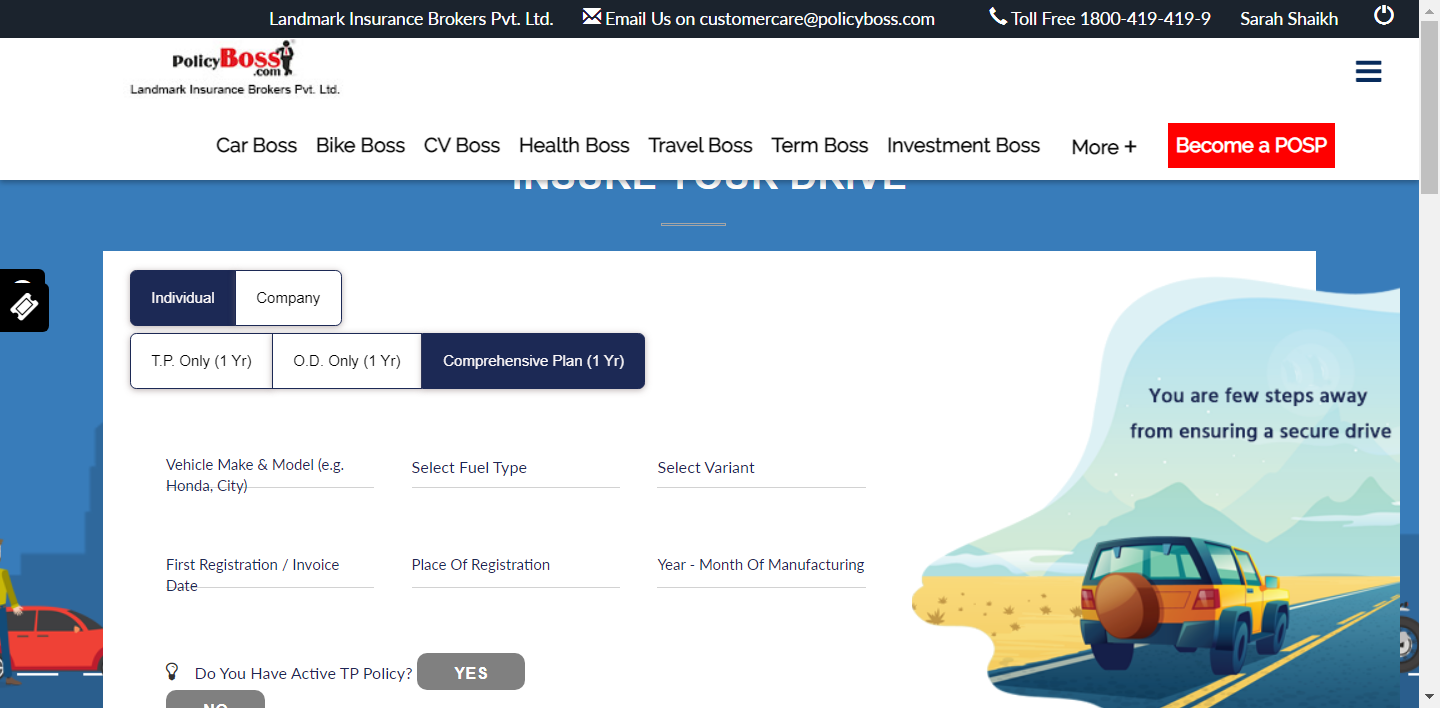 Landmark Insurance Brokers Pvt. Ltd. Email Us on customercare@policyboss.com Toll Free 1800-419-419-9 Sarah Shaikh
PolicyBoss
.com
Landmark Insurance Brokers Pvt. Ltd.
Car Boss Bike Boss CV Boss Health Boss Travel Boss Term Boss Investment Boss More + Become a POSP
INSURE YOUR DRIVE
Individual Company
T.P. Only (1 Yr) O.D. Only (1 Yr) Comprehensive Plan (1 Yr)
You are few steps away
from ensuring a secure drive
Vehicle Make & Model (e.g.
Honda, City)
Select Fuel Type
Select Variant
First Registration / Invoice
Date
Place Of Registration
Year - Month Of Manufacturing
Do You Have Active TP Policy? YES
NO